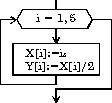 i = 1,5
X[i]:=i;
Y[i]:=X[i]/2